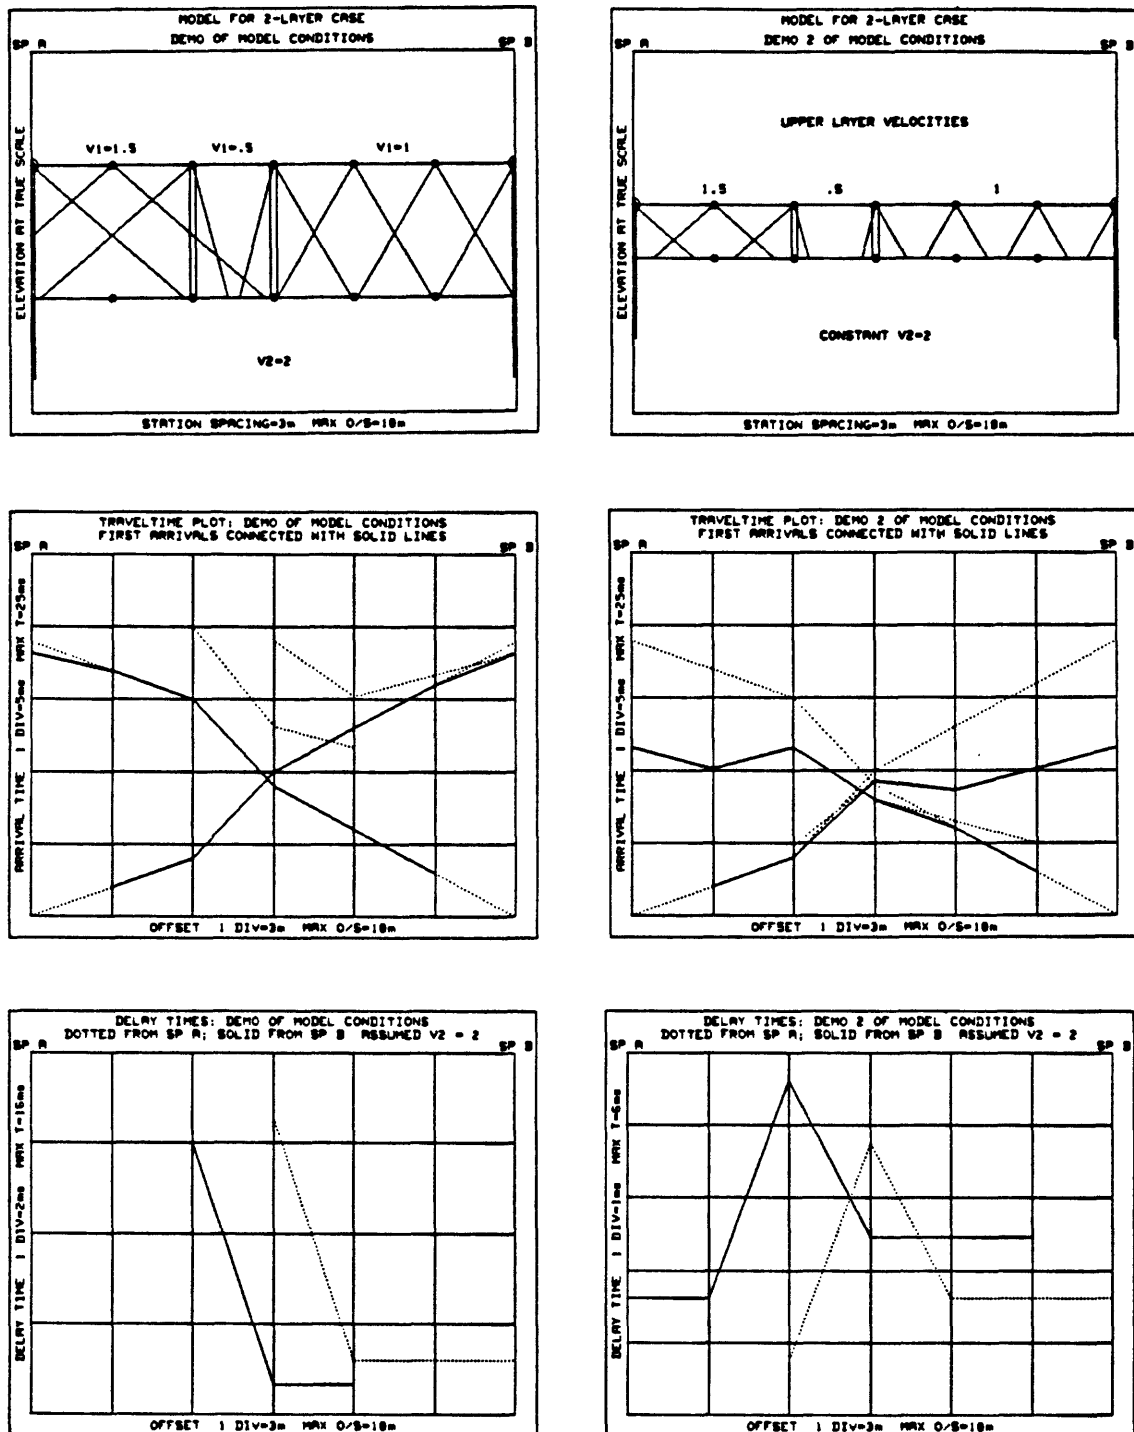 MODEL FOR 2-LAYER CASE
DEMO OF MODEL CONDITIONS
SP A
SP B
ELEVATION AT TRUE SCALE
V1=1.5
V1=.5
V1=1
V2=2
STATION SPACING=3m MAX O/S=18m
MODEL FOR 2-LAYER CASE
DEMO 2 OF MODEL CONDITIONS
SP A
SP B
ELEVATION AT TRUE SCALE
UPPER LAYER VELOCITIES
1.5
.5
1
CONSTANT V2=2
STATION SPACING=3m MAX O/S=18m
TRAVELTIME PLOT: DEMO OF MODEL CONDITIONS
FIRST ARRIVALS CONNECTED WITH SOLID LINES
SP A
SP B
ARRIVAL TIME 1 DIV=5ms MAX T=25ms
OFFSET 1 DIV=3m MAX O/S=18m
TRAVELTIME PLOT: DEMO 2 OF MODEL CONDITIONS
FIRST ARRIVALS CONNECTED WITH SOLID LINES
SP A
SP B
ARRIVAL TIME 1 DIV=5ms MAX T=25ms
OFFSET 1 DIV=3m MAX O/S=18m
DELAY TIMES: DEMO OF MODEL CONDITIONS
DOTTED FROM SP A; SOLID FROM SP B ASSUMED V2 = 2
SP A
SP B
DELAY TIME 1 DIV=2ms MAX T=16ms
OFFSET 1 DIV=3m MAX O/S=18m
DELAY TIMES: DEMO 2 OF MODEL CONDITIONS
DOTTED FROM SP A; SOLID FROM SP B ASSUMED V2 = 2
SP A
SP B
DELAY TIME 1 DIV=1ms MAX T=6ms
OFFSET 1 DIV=3m MAX O/S=18m